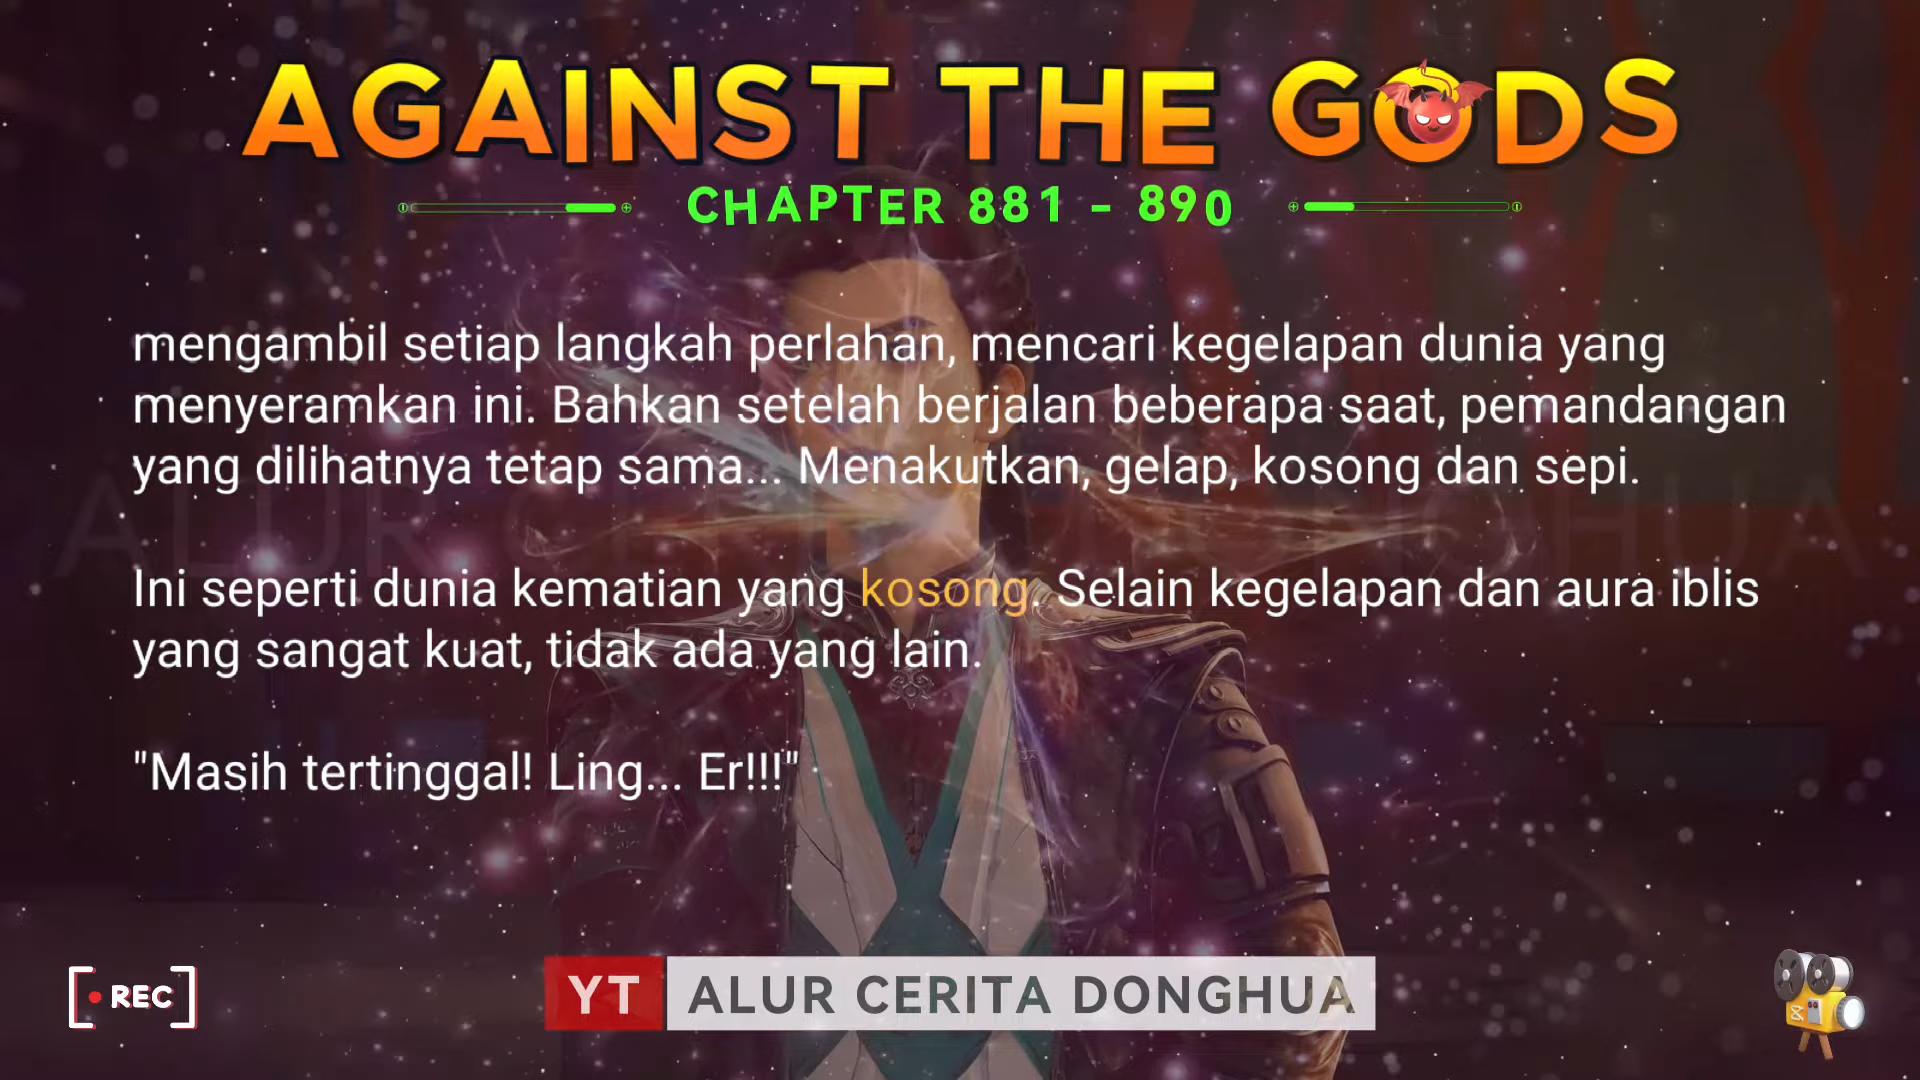 AGAINST THE GODS
CHAPTER 881 - 890
mengambil setiap langkah perlahan, mencari kegelapan dunia yang
menyeramkan ini. Bahkan setelah berjalan beberapa saat, pemandangan
yang dilihatnya tetap sama... Menakutkan, gelap, kosong dan sepi.
ALUR CERITA DONGHUA
Ini seperti dunia kematian yang kosong. Selain kegelapan dan aura iblis
yang sangat kuat, tidak ada yang lain.
"Masih tertinggal! Ling... Er!!!"
REC
YT ALUR CERITA DONGHUA